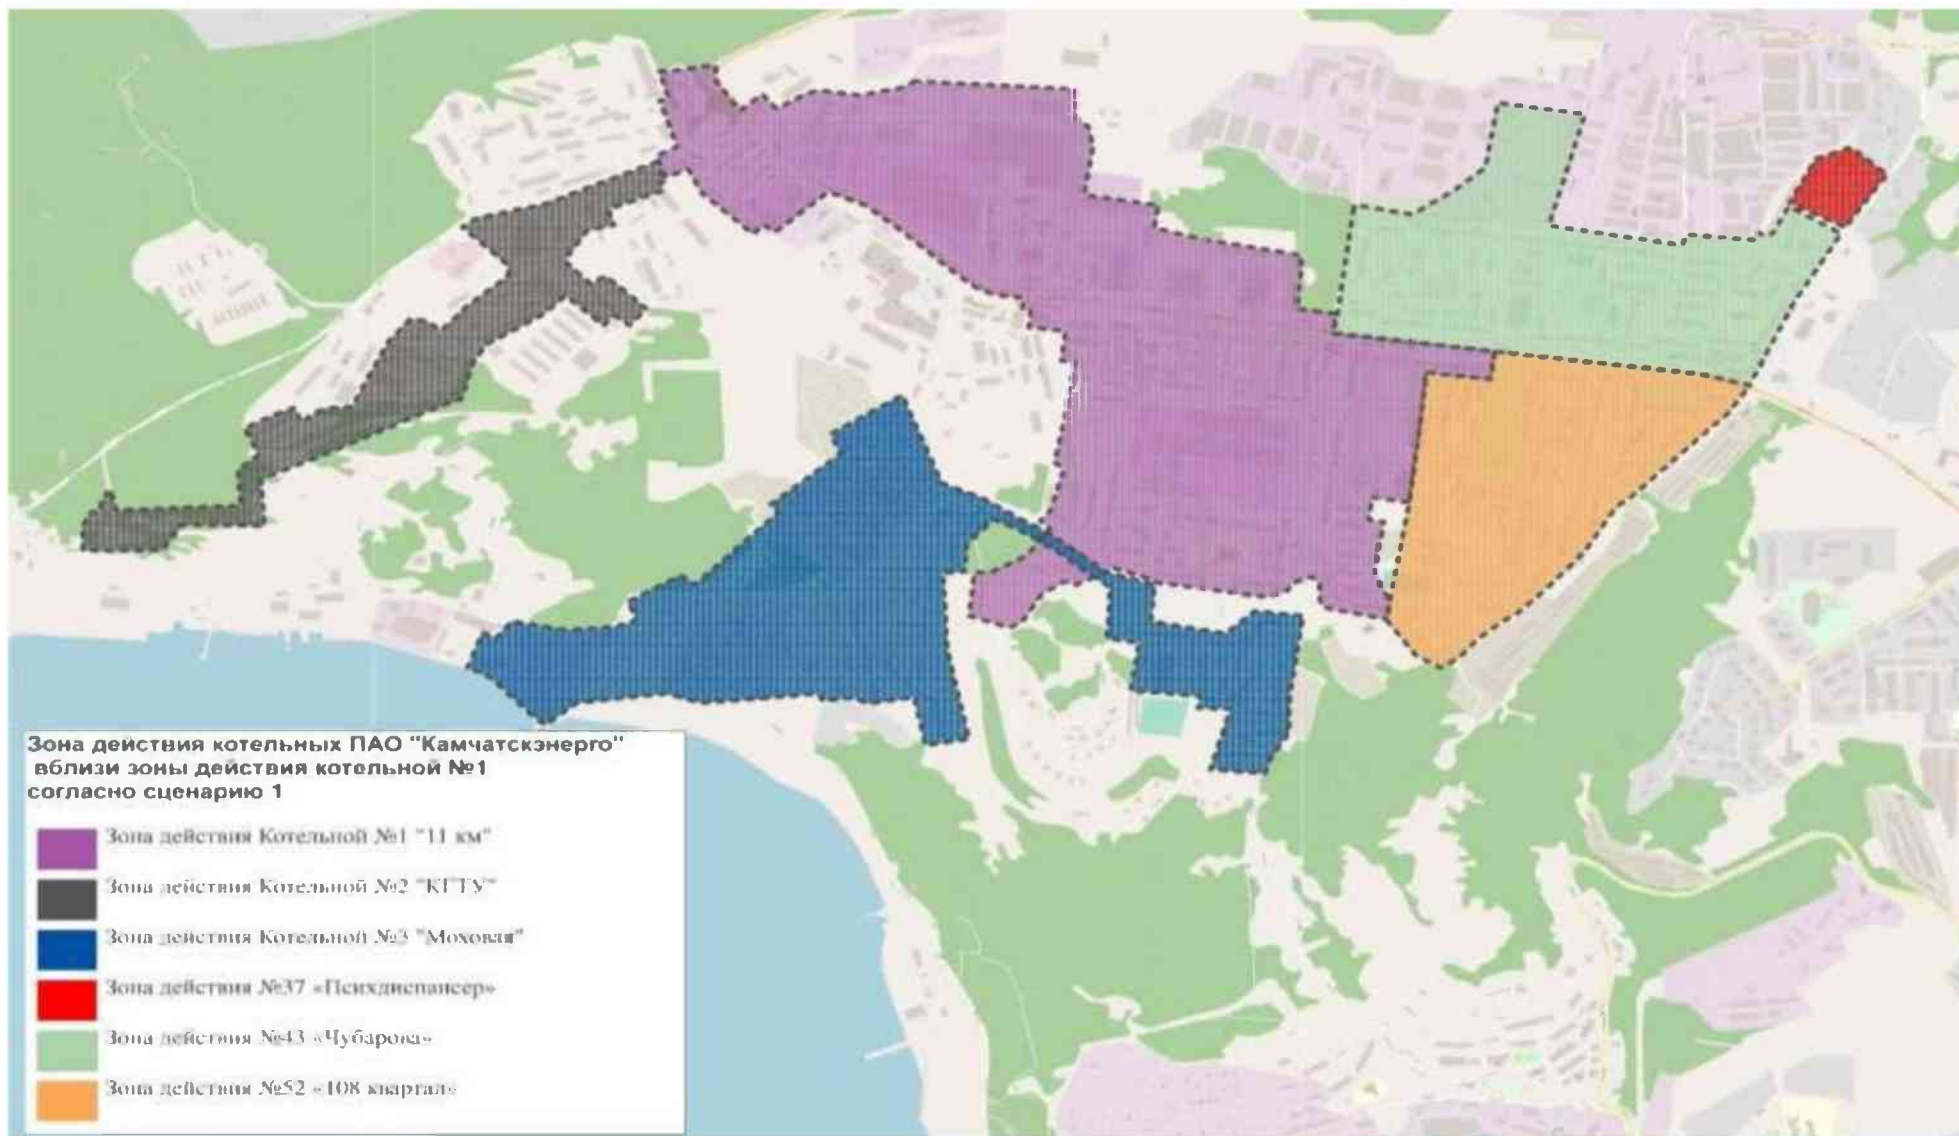 Зона действия котельных ПАО "Камчатскэнерго"
вблизи зоны действия котельной №1
согласно сценарию 1
Зона действия Котельной №1 "11 км"
Зона действия Котельной №2 "КГТУ"
Зона действия Котельной №3 "Моховая"
Зона действия №37 «Психдиспансер»
Зона действия №43 «Чубарова»
Зона действия №52 «108 квартал»